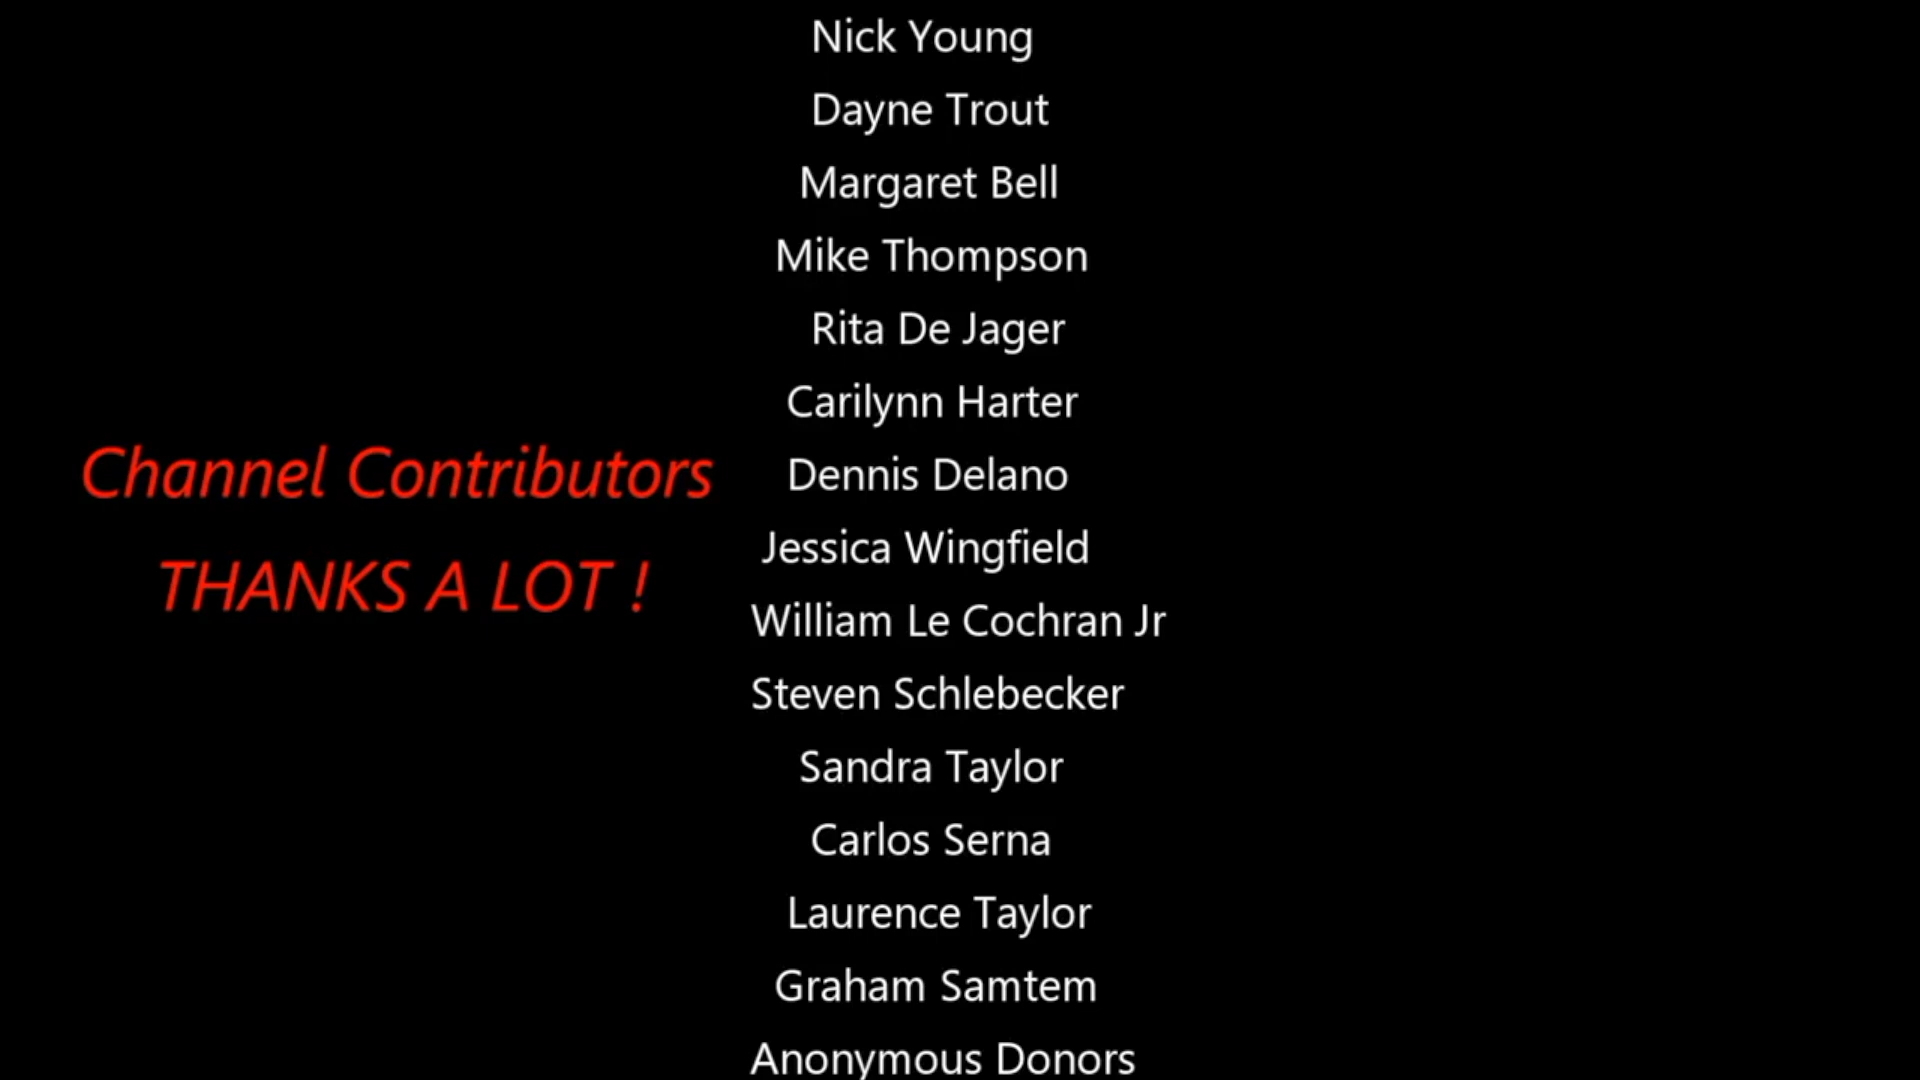 Nick Young
Dayne Trout
Margaret Bell
Mike Thompson
Rita De Jager
Carilynn Harter
Channel Contributors
THANKS A LOT !
Dennis Delano
Jessica Wingfield
William Le Cochran Jr
Steven Schlebecker
Sandra Taylor
Carlos Serna
Laurence Taylor
Graham Samtem
Anonymous Donors